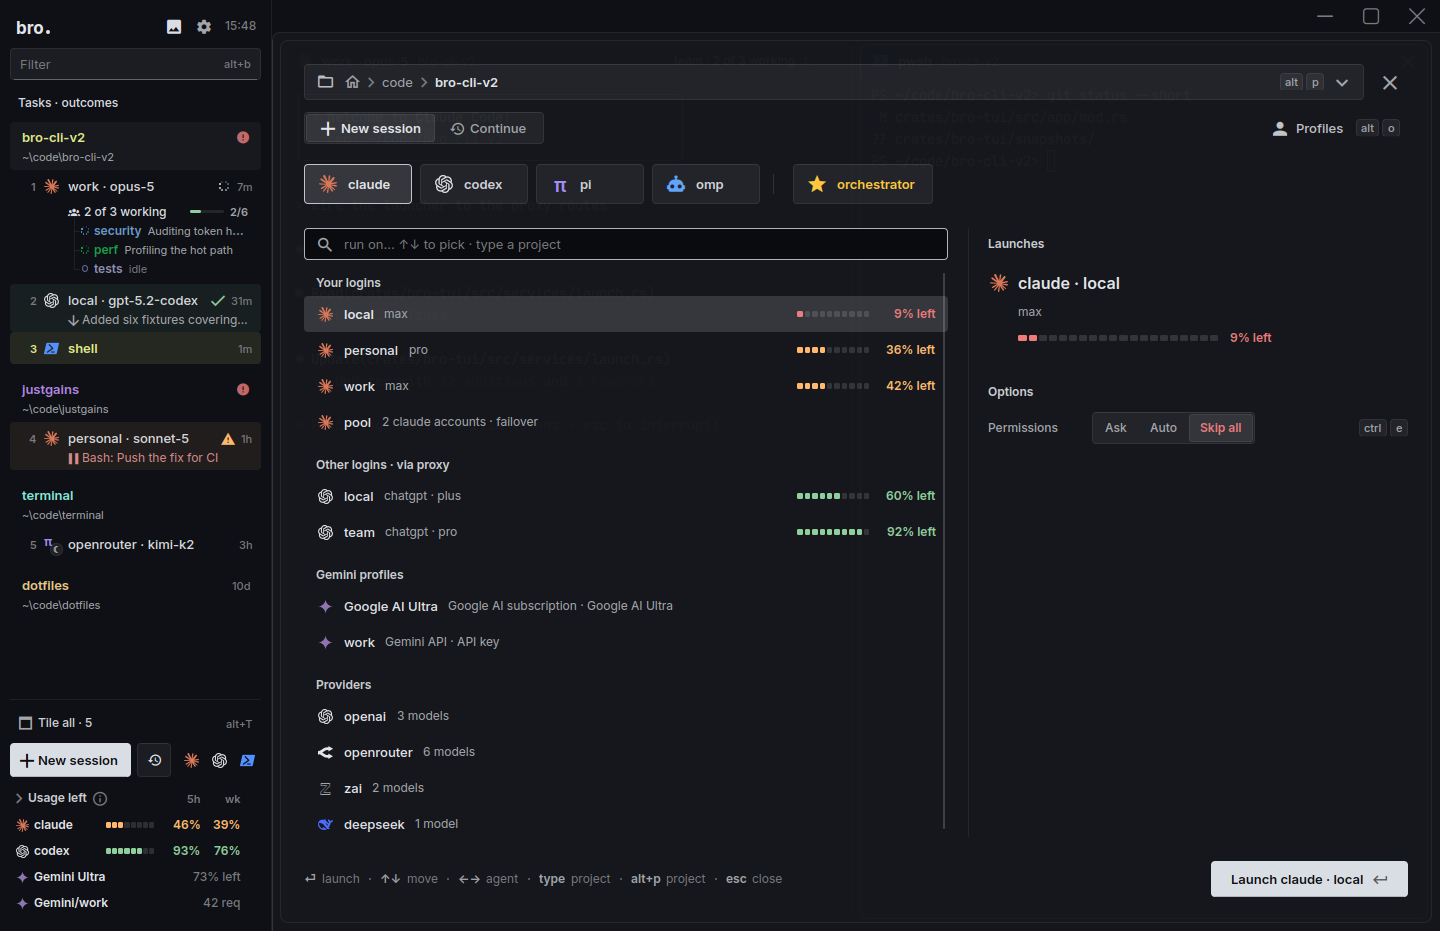 bro.
15:48
Filter
alt+b
Tasks · outcomes
bro-cli-v2
~\code\bro-cli-v2
1 work · opus-5 7m
2 of 3 working 2/6
security Auditing token h...
perf Profiling the hot path
tests idle
2 local · gpt-5.2-codex 31m
Added six fixtures covering...
3 shell 1m
justgains
~\code\justgains
4 personal · sonnet-5 1h
Bash: Push the fix for CI
terminal
~\code\terminal
5 openrouter · kimi-k2 3h
dotfiles 10d
~\code\dotfiles
Tile all · 5 alt+T
New session
Usage left 5h wk
claude 46% 39%
codex 93% 76%
Gemini Ultra 73% left
Gemini/work 42 req
code
bro-cli-v2
alt p
New session
Continue
Profiles alt o
claude
codex
pi
omp
orchestrator
run on... ↑↓ to pick · type a project
Your logins
local max 9% left
personal pro 36% left
work max 42% left
pool 2 claude accounts · failover
Other logins · via proxy
local chatgpt · plus 60% left
team chatgpt · pro 92% left
Gemini profiles
Google AI Ultra Google AI subscription · Google AI Ultra
work Gemini API · API key
Providers
openai 3 models
openrouter 6 models
zai 2 models
deepseek 1 model
Launches
claude · local
max
9% left
Options
Permissions Ask Auto Skip all ctrl e
↵ launch · ↑↓ move · ←→ agent · type project · alt+p project · esc close
Launch claude · local